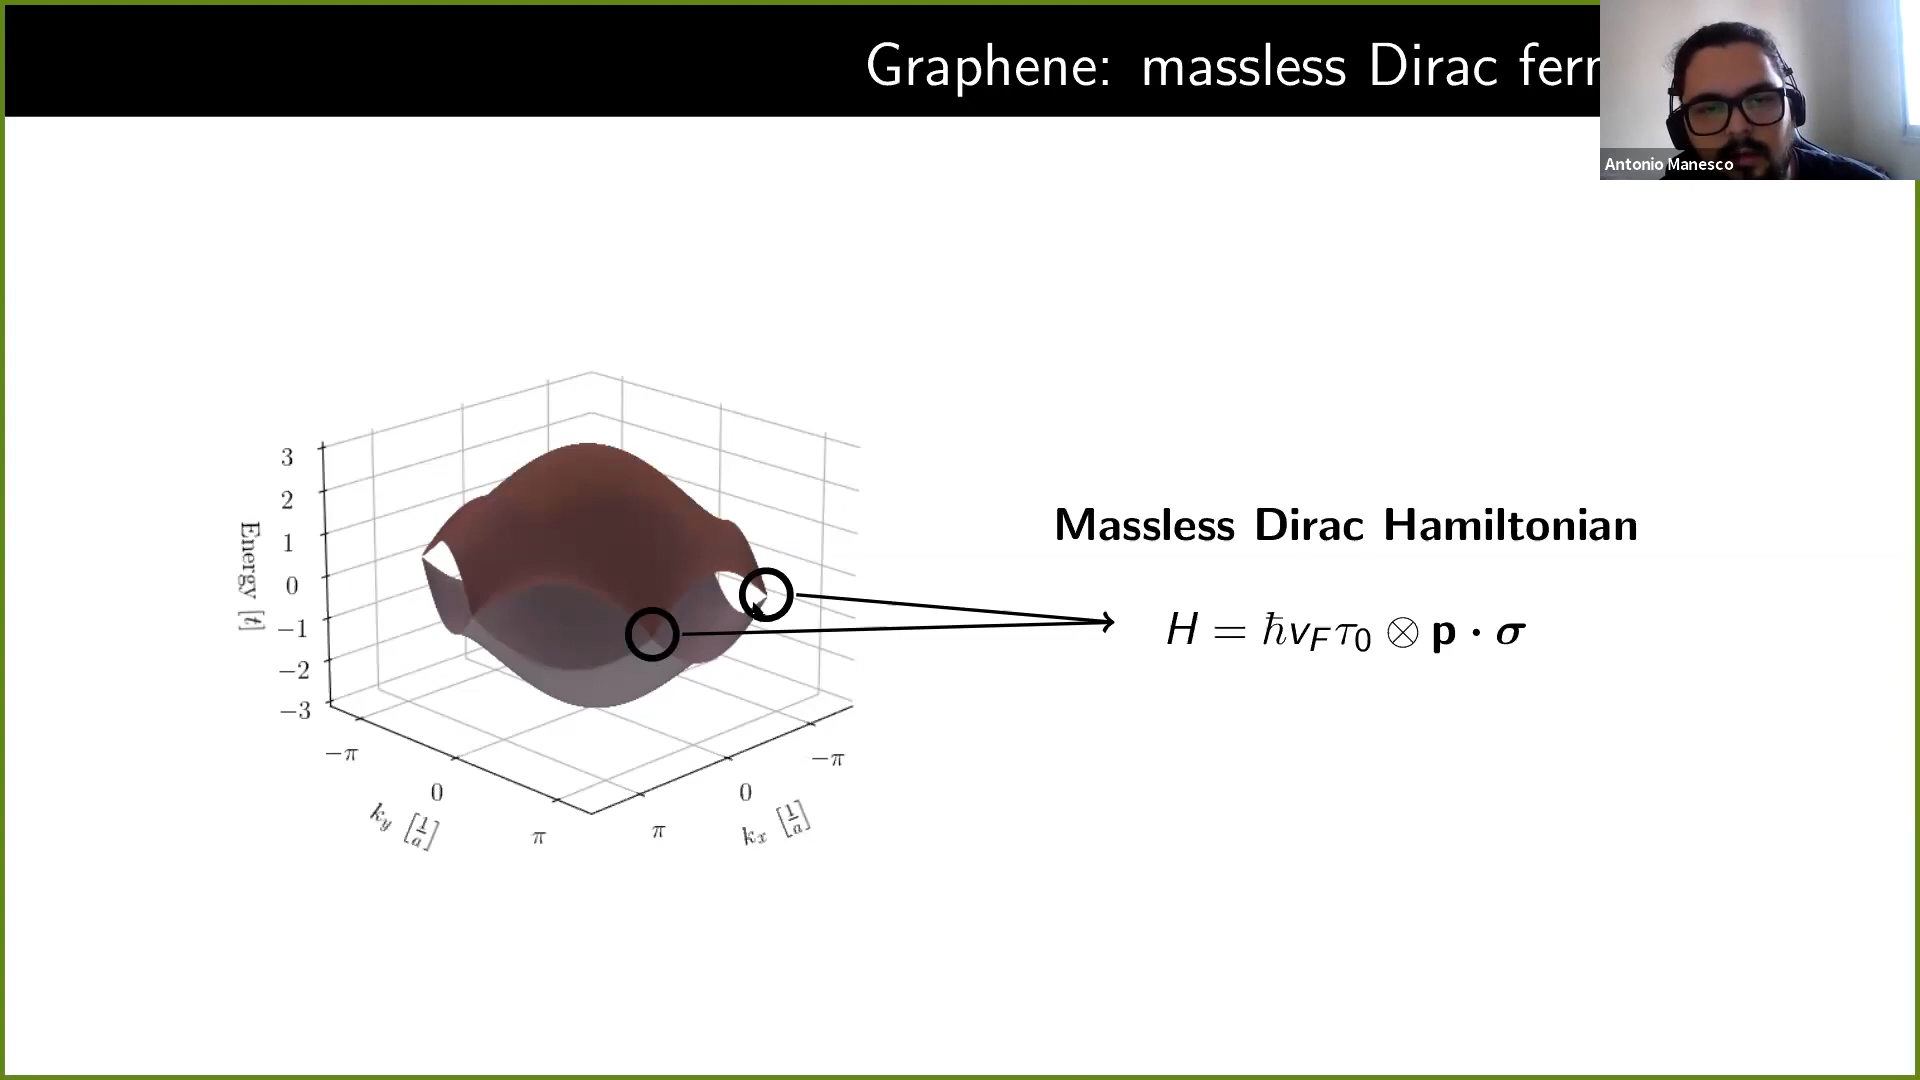 Graphene: massless Dirac fer
Antonio Manesco
3
2
1
0
−1
−2
−3
Energy [t]
−π
0
π
k_y [1/a]
π
0
−π
k_x [1/a]
Massless Dirac Hamiltonian
H = ℏv_F τ_0 ⊗ p · σ